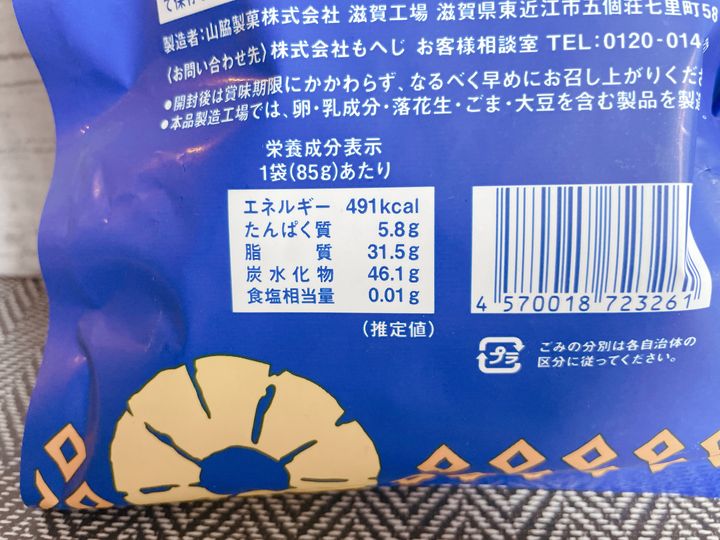 て保存
製造者:山脇製菓株式会社 滋賀工場 滋賀県東近江市五個荘七里町58
〈お問い合わせ先〉株式会社もへじ お客様相談室 TEL:0120-014
●開封後は賞味期限にかかわらず、なるべく早めにお召し上がりくだ
●本品製造工場では、卵・乳成分・落花生・ごま・大豆を含む製品を製造
栄養成分表示
1袋(85g)あたり
エネルギー 491kcal
たんぱく質 5.8g
脂質 31.5g
炭水化物 46.1g
食塩相当量 0.01g
(推定値)
4 570018 723261
プラ
ごみの分別は各自治体の
区分に従ってください。